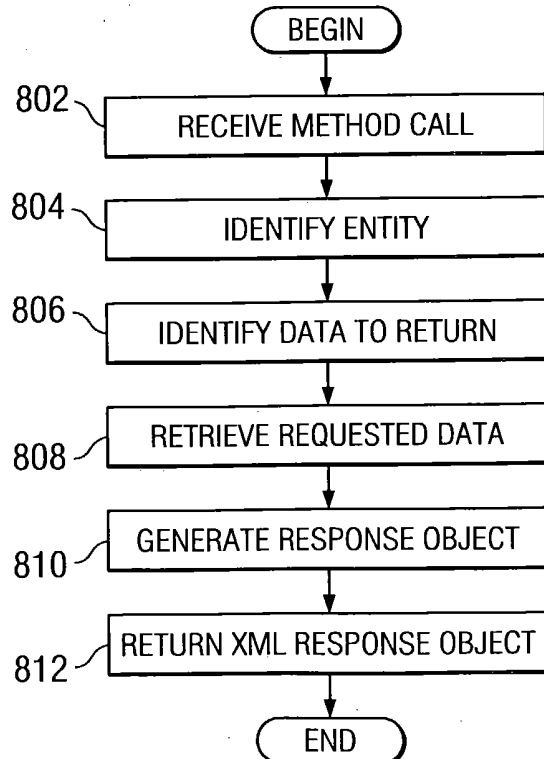 BEGIN
802
RECEIVE METHOD CALL
804
IDENTIFY ENTITY
806
IDENTIFY DATA TO RETURN
808
RETRIEVE REQUESTED DATA
810
GENERATE RESPONSE OBJECT
812
RETURN XML RESPONSE OBJECT
END